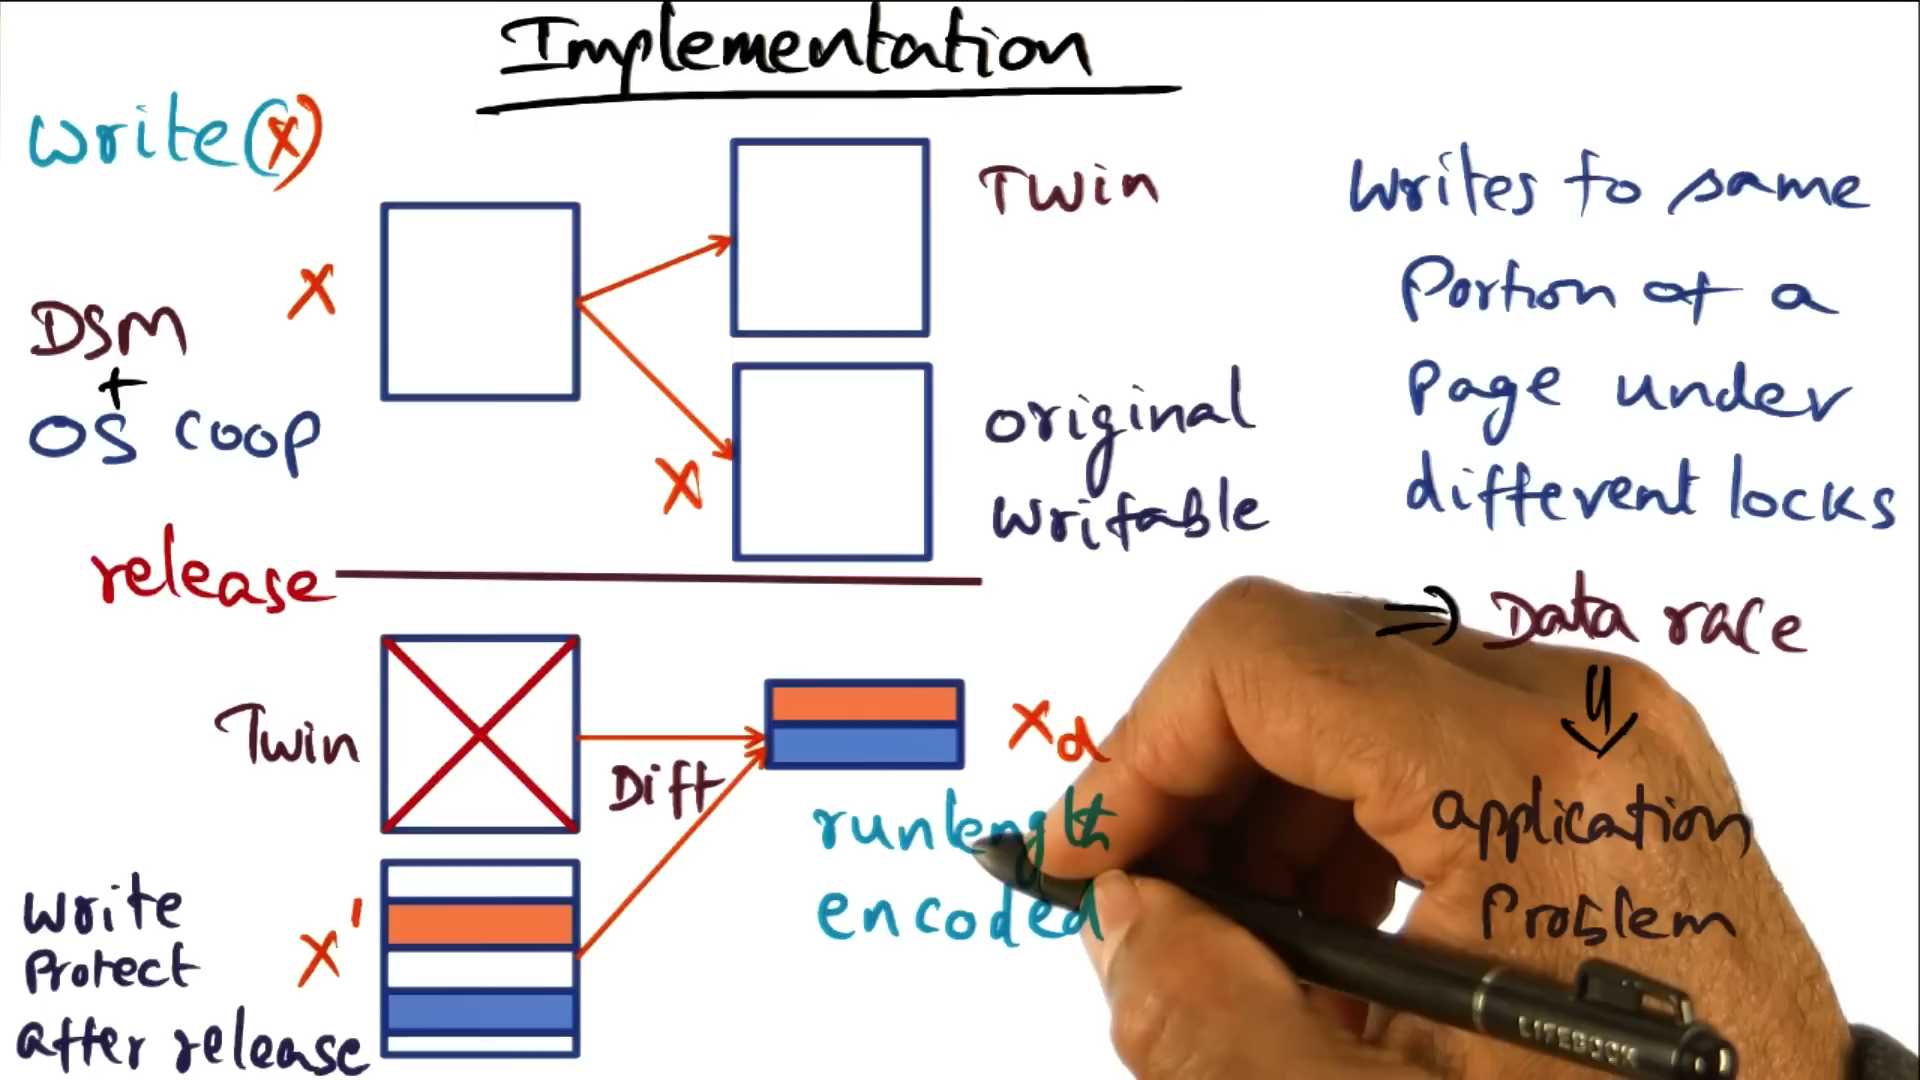 Implementation
write(x)
x
DSM
+
OS coop
Twin
x
original
writable
release
Twin
Diff
xd
runlength
encoded
write
Protect
after release
x'
writes to same
Portion of a
Page under
different locks
⇒ Data race
⇓
application
Problem
LIFEBOOK